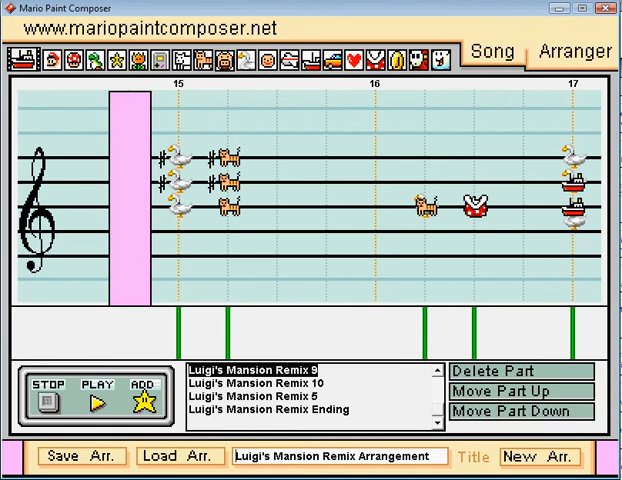 Mario Paint Composer
www.mariopaintcomposer.net
Song
Arranger
15 16 17
STOP PLAY ADD
Luigi's Mansion Remix 9
Luigi's Mansion Remix 10
Luigi's Mansion Remix 5
Luigi's Mansion Remix Ending
Delete Part
Move Part Up
Move Part Down
Save Arr. Load Arr. Luigi's Mansion Remix Arrangement Title New Arr.